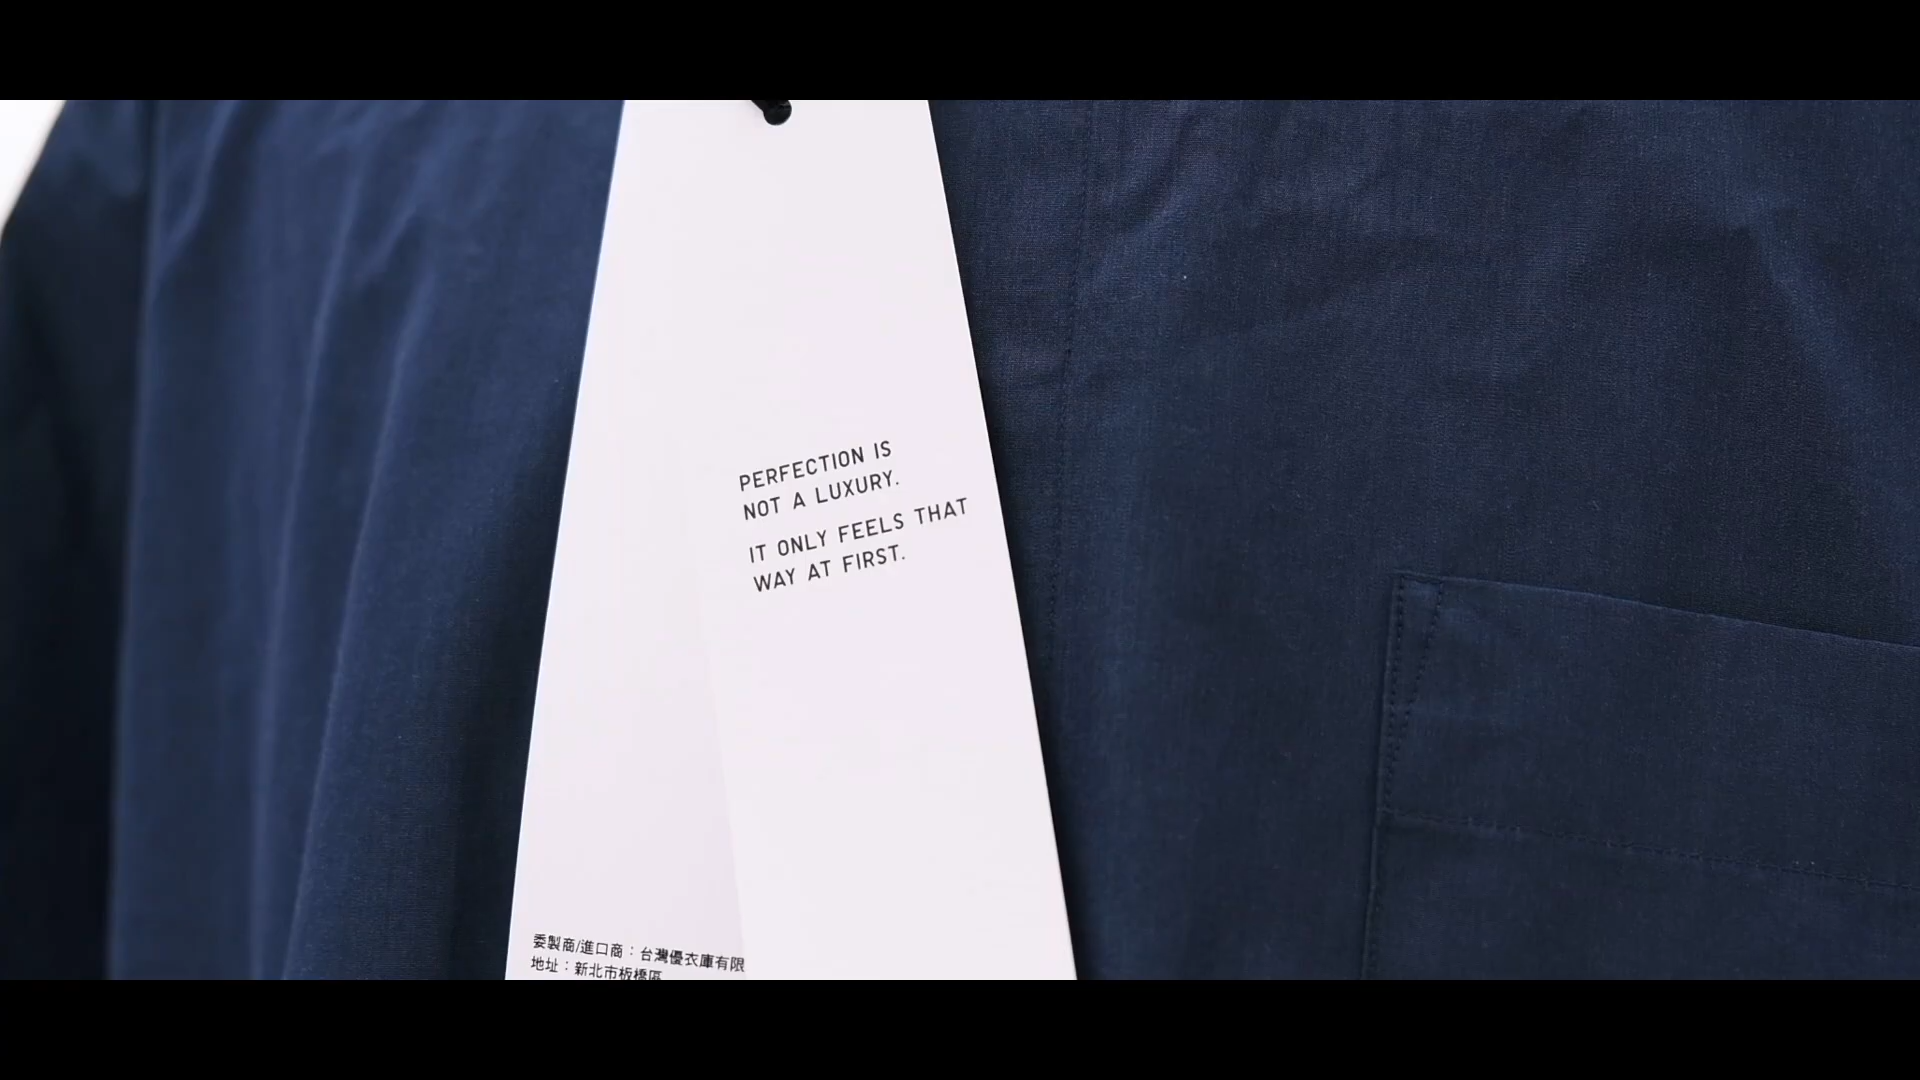 PERFECTION IS
NOT A LUXURY.
IT ONLY FEELS THAT
WAY AT FIRST.
委製商/進口商：台灣優衣庫有限
地址：新北市板橋區